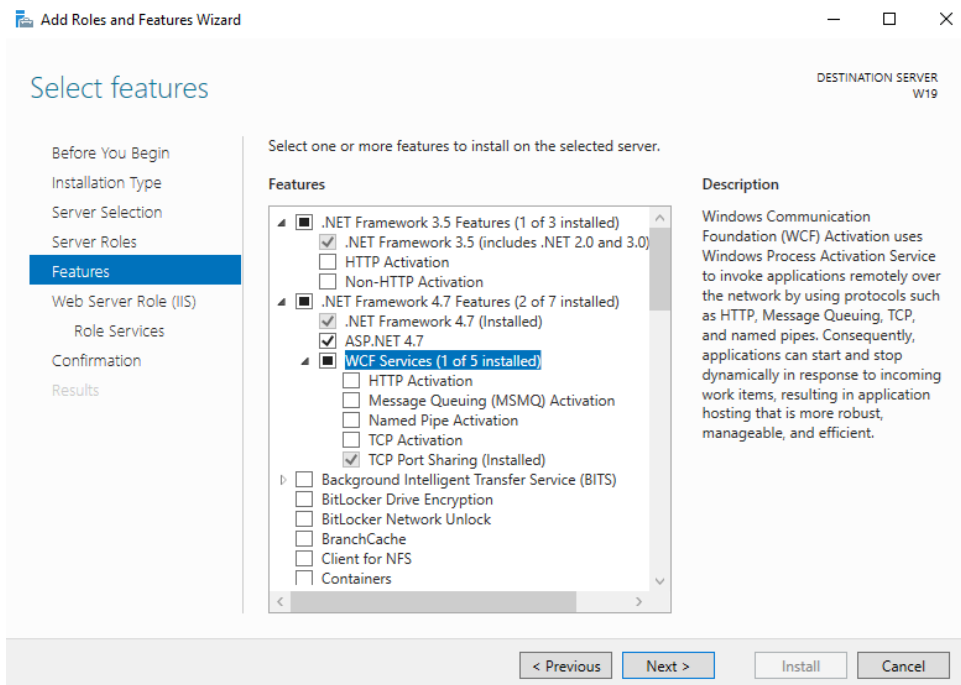 Add Roles and Features Wizard
Select features
DESTINATION SERVER
W19
Before You Begin
Installation Type
Server Selection
Server Roles
Features
Web Server Role (IIS)
Role Services
Confirmation
Results
Select one or more features to install on the selected server.
Features
.NET Framework 3.5 Features (1 of 3 installed)
.NET Framework 3.5 (includes .NET 2.0 and 3.0)
HTTP Activation
Non-HTTP Activation
.NET Framework 4.7 Features (2 of 7 installed)
.NET Framework 4.7 (Installed)
ASP.NET 4.7
WCF Services (1 of 5 installed)
HTTP Activation
Message Queuing (MSMQ) Activation
Named Pipe Activation
TCP Activation
TCP Port Sharing (Installed)
Background Intelligent Transfer Service (BITS)
BitLocker Drive Encryption
BitLocker Network Unlock
BranchCache
Client for NFS
Containers
Description
Windows Communication
Foundation (WCF) Activation uses
Windows Process Activation Service
to invoke applications remotely over
the network by using protocols such
as HTTP, Message Queuing, TCP,
and named pipes. Consequently,
applications can start and stop
dynamically in response to incoming
work items, resulting in application
hosting that is more robust,
manageable, and efficient.
< Previous
Next >
Install
Cancel